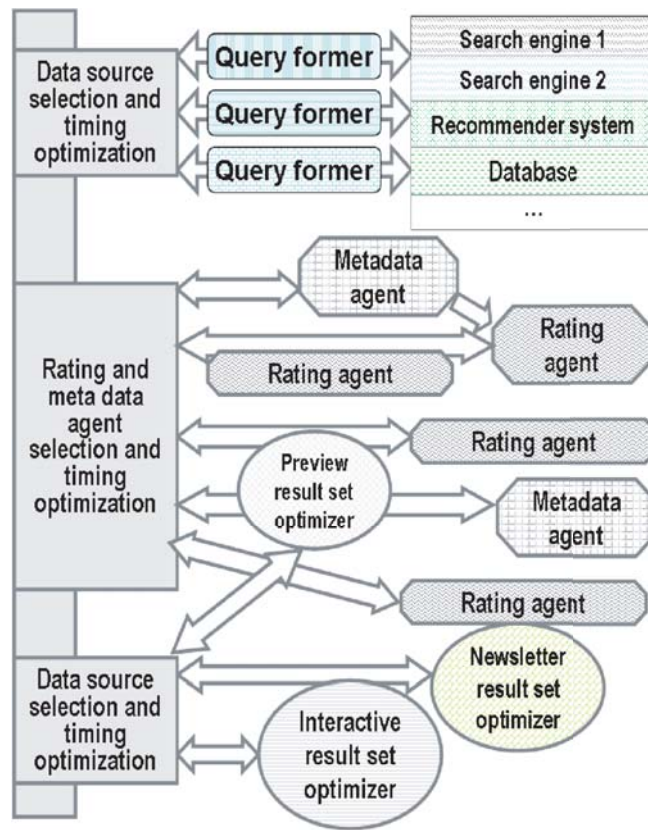 Data source
selection and
timing
optimization
Query former
Query former
Query former
Search engine 1
Search engine 2
Recommender system
Database
...
Rating and
meta data
agent
selection and
timing
optimization
Metadata
agent
Rating
agent
Rating agent
Rating agent
Preview
result set
optimizer
Metadata
agent
Rating agent
Data source
selection and
timing
optimization
Newsletter
result set
optimizer
Interactive
result set
optimizer